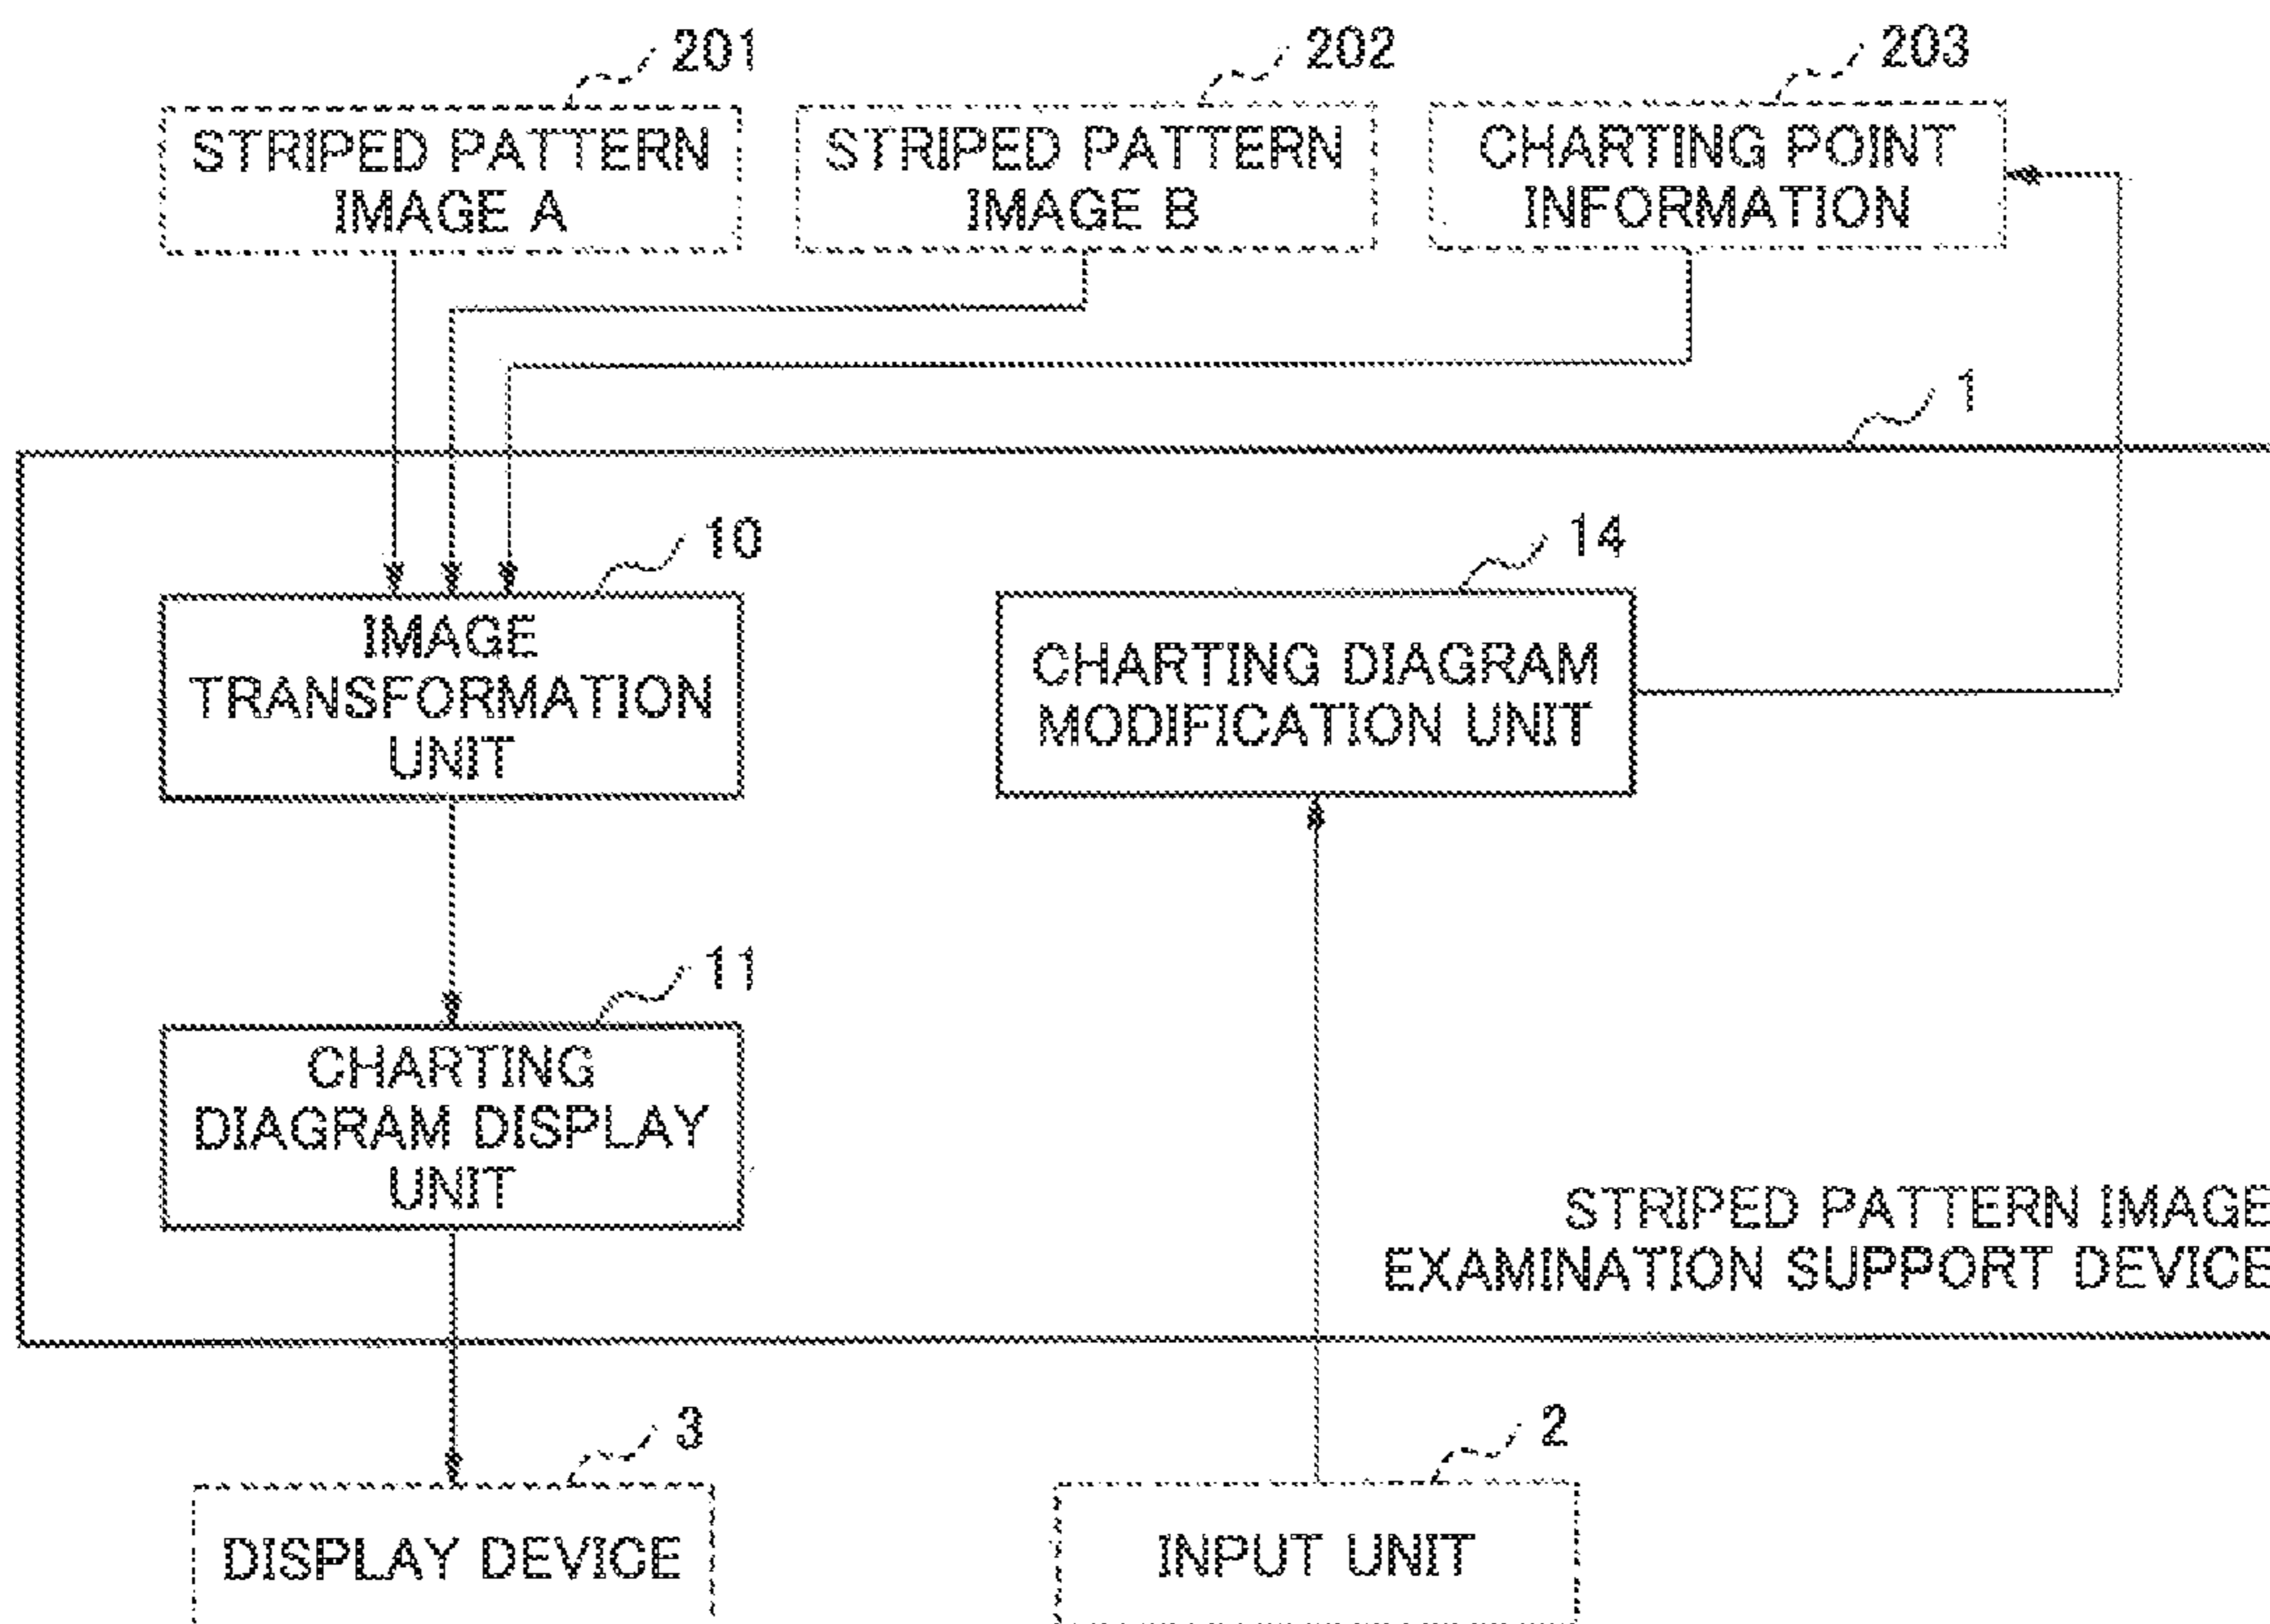 201
202
203
STRIPED PATTERN
IMAGE A
STRIPED PATTERN
IMAGE B
CHARTING POINT
INFORMATION
1
10
14
IMAGE
TRANSFORMATION
UNIT
CHARTING DIAGRAM
MODIFICATION UNIT
11
CHARTING
DIAGRAM DISPLAY
UNIT
STRIPED PATTERN IMAGE
EXAMINATION SUPPORT DEVICE
3
2
DISPLAY DEVICE
INPUT UNIT